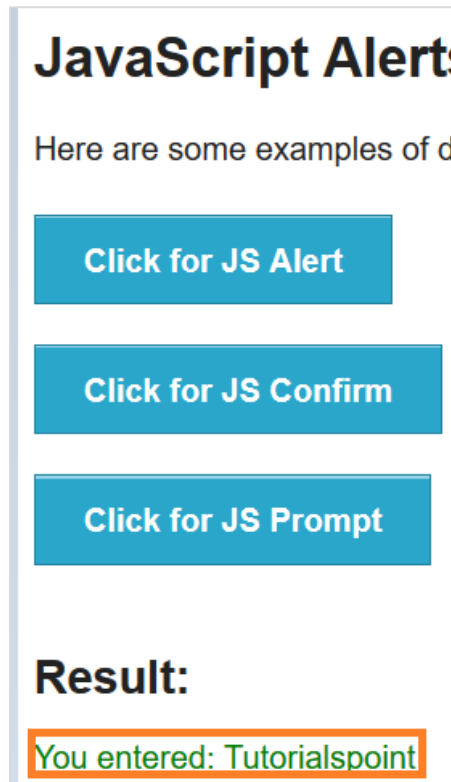 JavaScript Alerts
Here are some examples of d
Click for JS Alert
Click for JS Confirm
Click for JS Prompt
Result:
You entered: Tutorialspoint